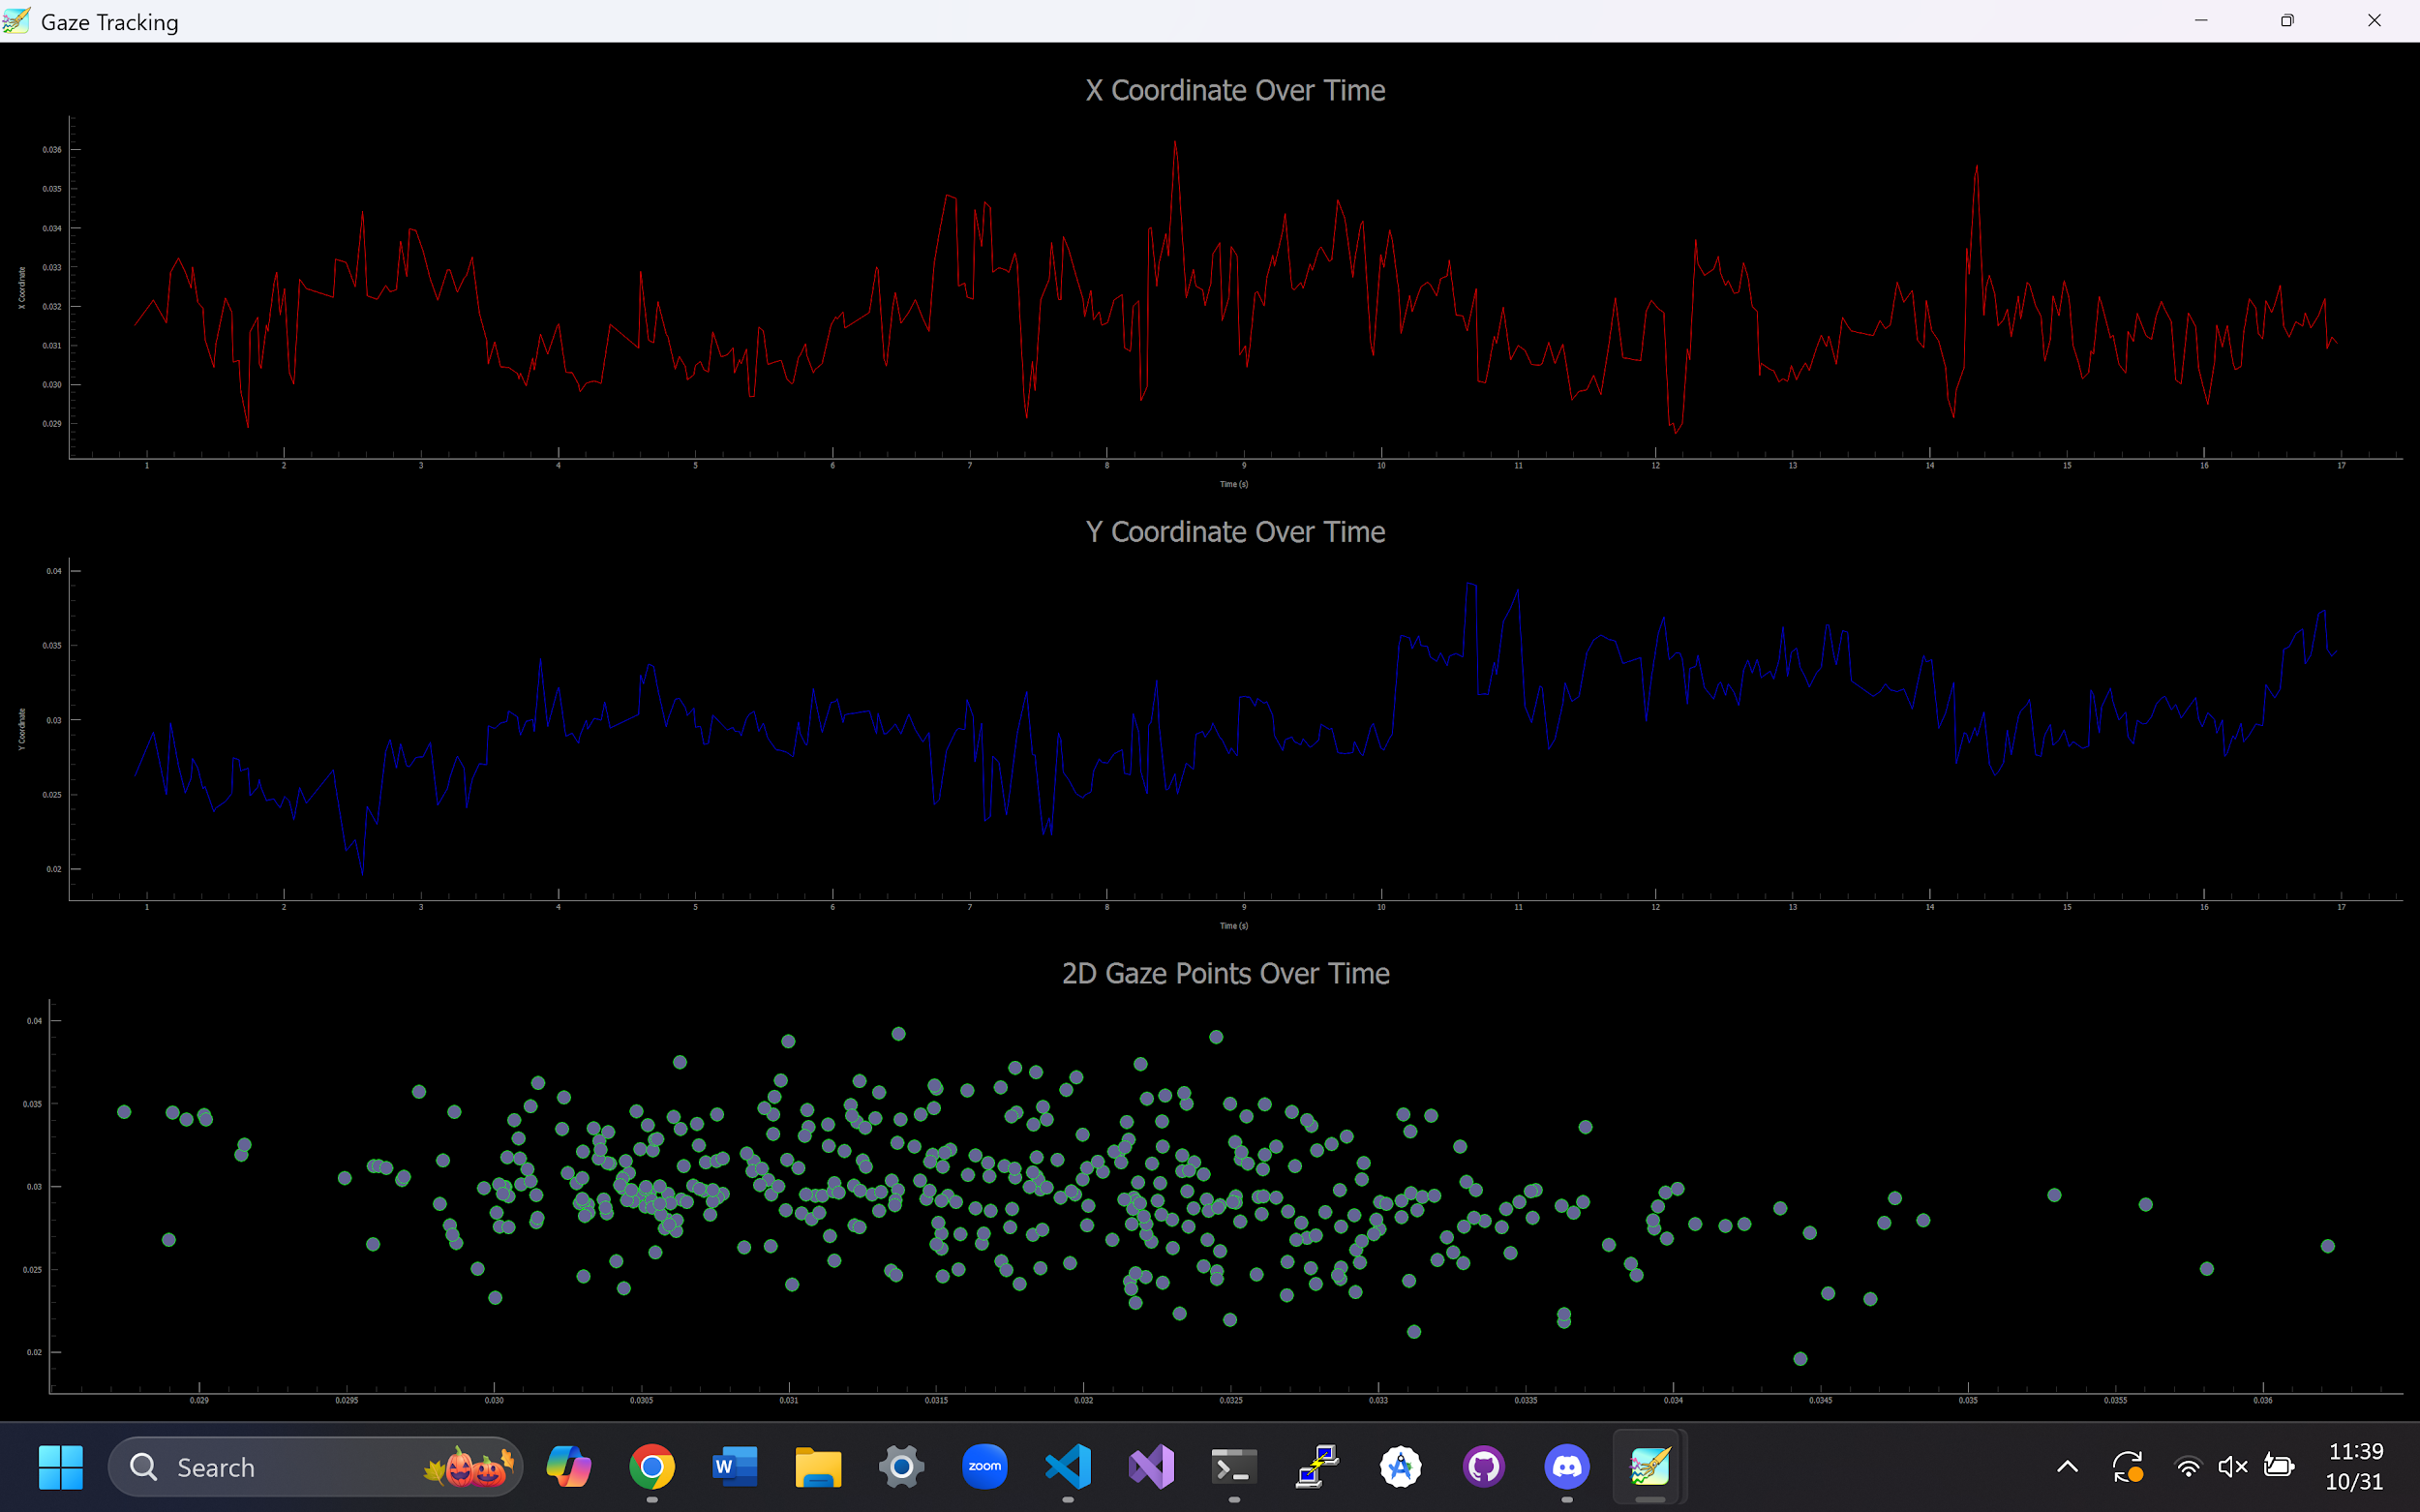 Gaze Tracking
X Coordinate Over Time
0.036
0.035
0.034
0.033
0.032
0.031
0.030
0.029
X Coordinate
1 2 3 4 5 6 7 8 9 10 11 12 13 14 15 16 17
Time (s)
Y Coordinate Over Time
0.04
0.035
0.03
0.025
0.02
Y Coordinate
1 2 3 4 5 6 7 8 9 10 11 12 13 14 15 16 17
Time (s)
2D Gaze Points Over Time
0.04
0.035
0.03
0.025
0.02
0.029 0.0295 0.030 0.0305 0.031 0.0315 0.032 0.0325 0.033 0.0335 0.034 0.0345 0.035 0.0355 0.036
Search
W
zoom
11:39
10/31